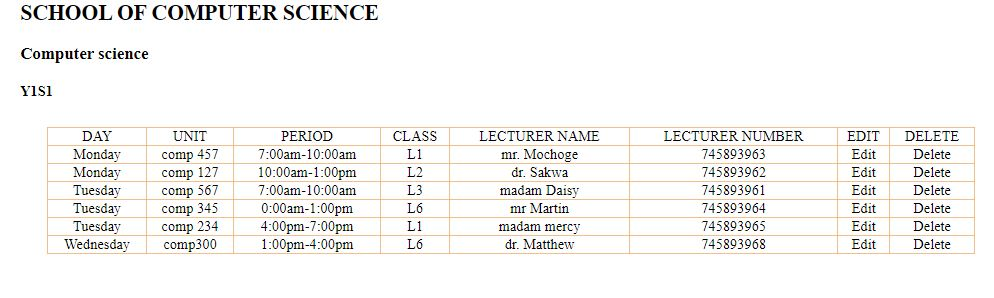 SCHOOL OF COMPUTER SCIENCE
Computer science
Y1S1
DAY UNIT PERIOD CLASS LECTURER NAME LECTURER NUMBER EDIT DELETE
Monday comp 457 7:00am-10:00am L1 mr. Mochoge 745893963 Edit Delete
Monday comp 127 10:00am-1:00pm L2 dr. Sakwa 745893962 Edit Delete
Tuesday comp 567 7:00am-10:00am L3 madam Daisy 745893961 Edit Delete
Tuesday comp 345 0:00am-1:00pm L6 mr Martin 745893964 Edit Delete
Tuesday comp 234 4:00pm-7:00pm L1 madam mercy 745893965 Edit Delete
Wednesday comp300 1:00pm-4:00pm L6 dr. Matthew 745893968 Edit Delete